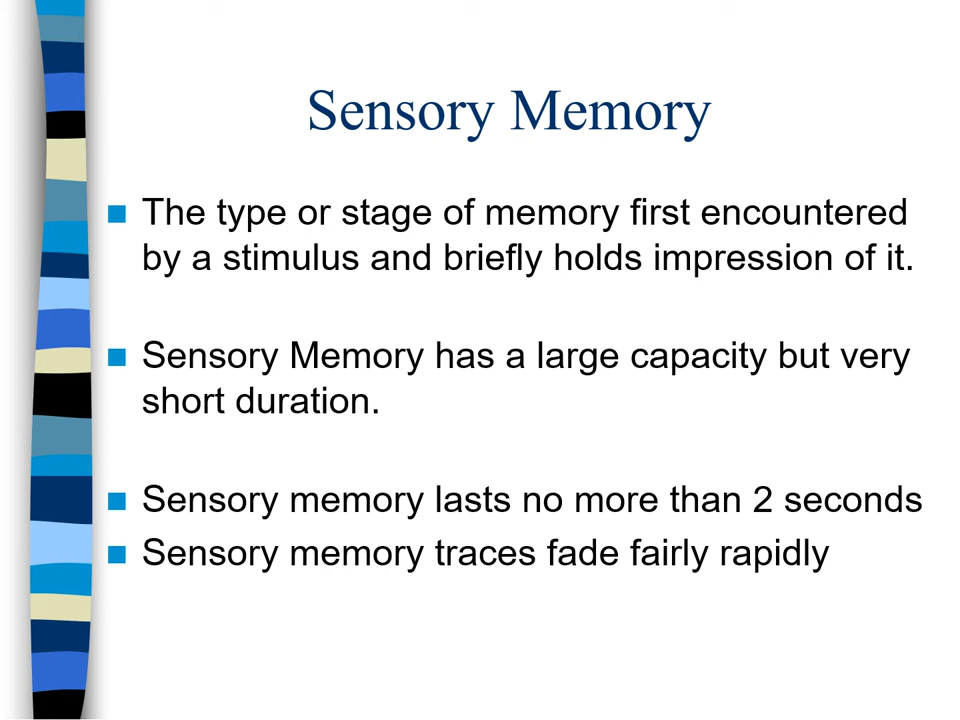 Sensory Memory
The type or stage of memory first encountered
by a stimulus and briefly holds impression of it.
Sensory Memory has a large capacity but very
short duration.
Sensory memory lasts no more than 2 seconds
Sensory memory traces fade fairly rapidly